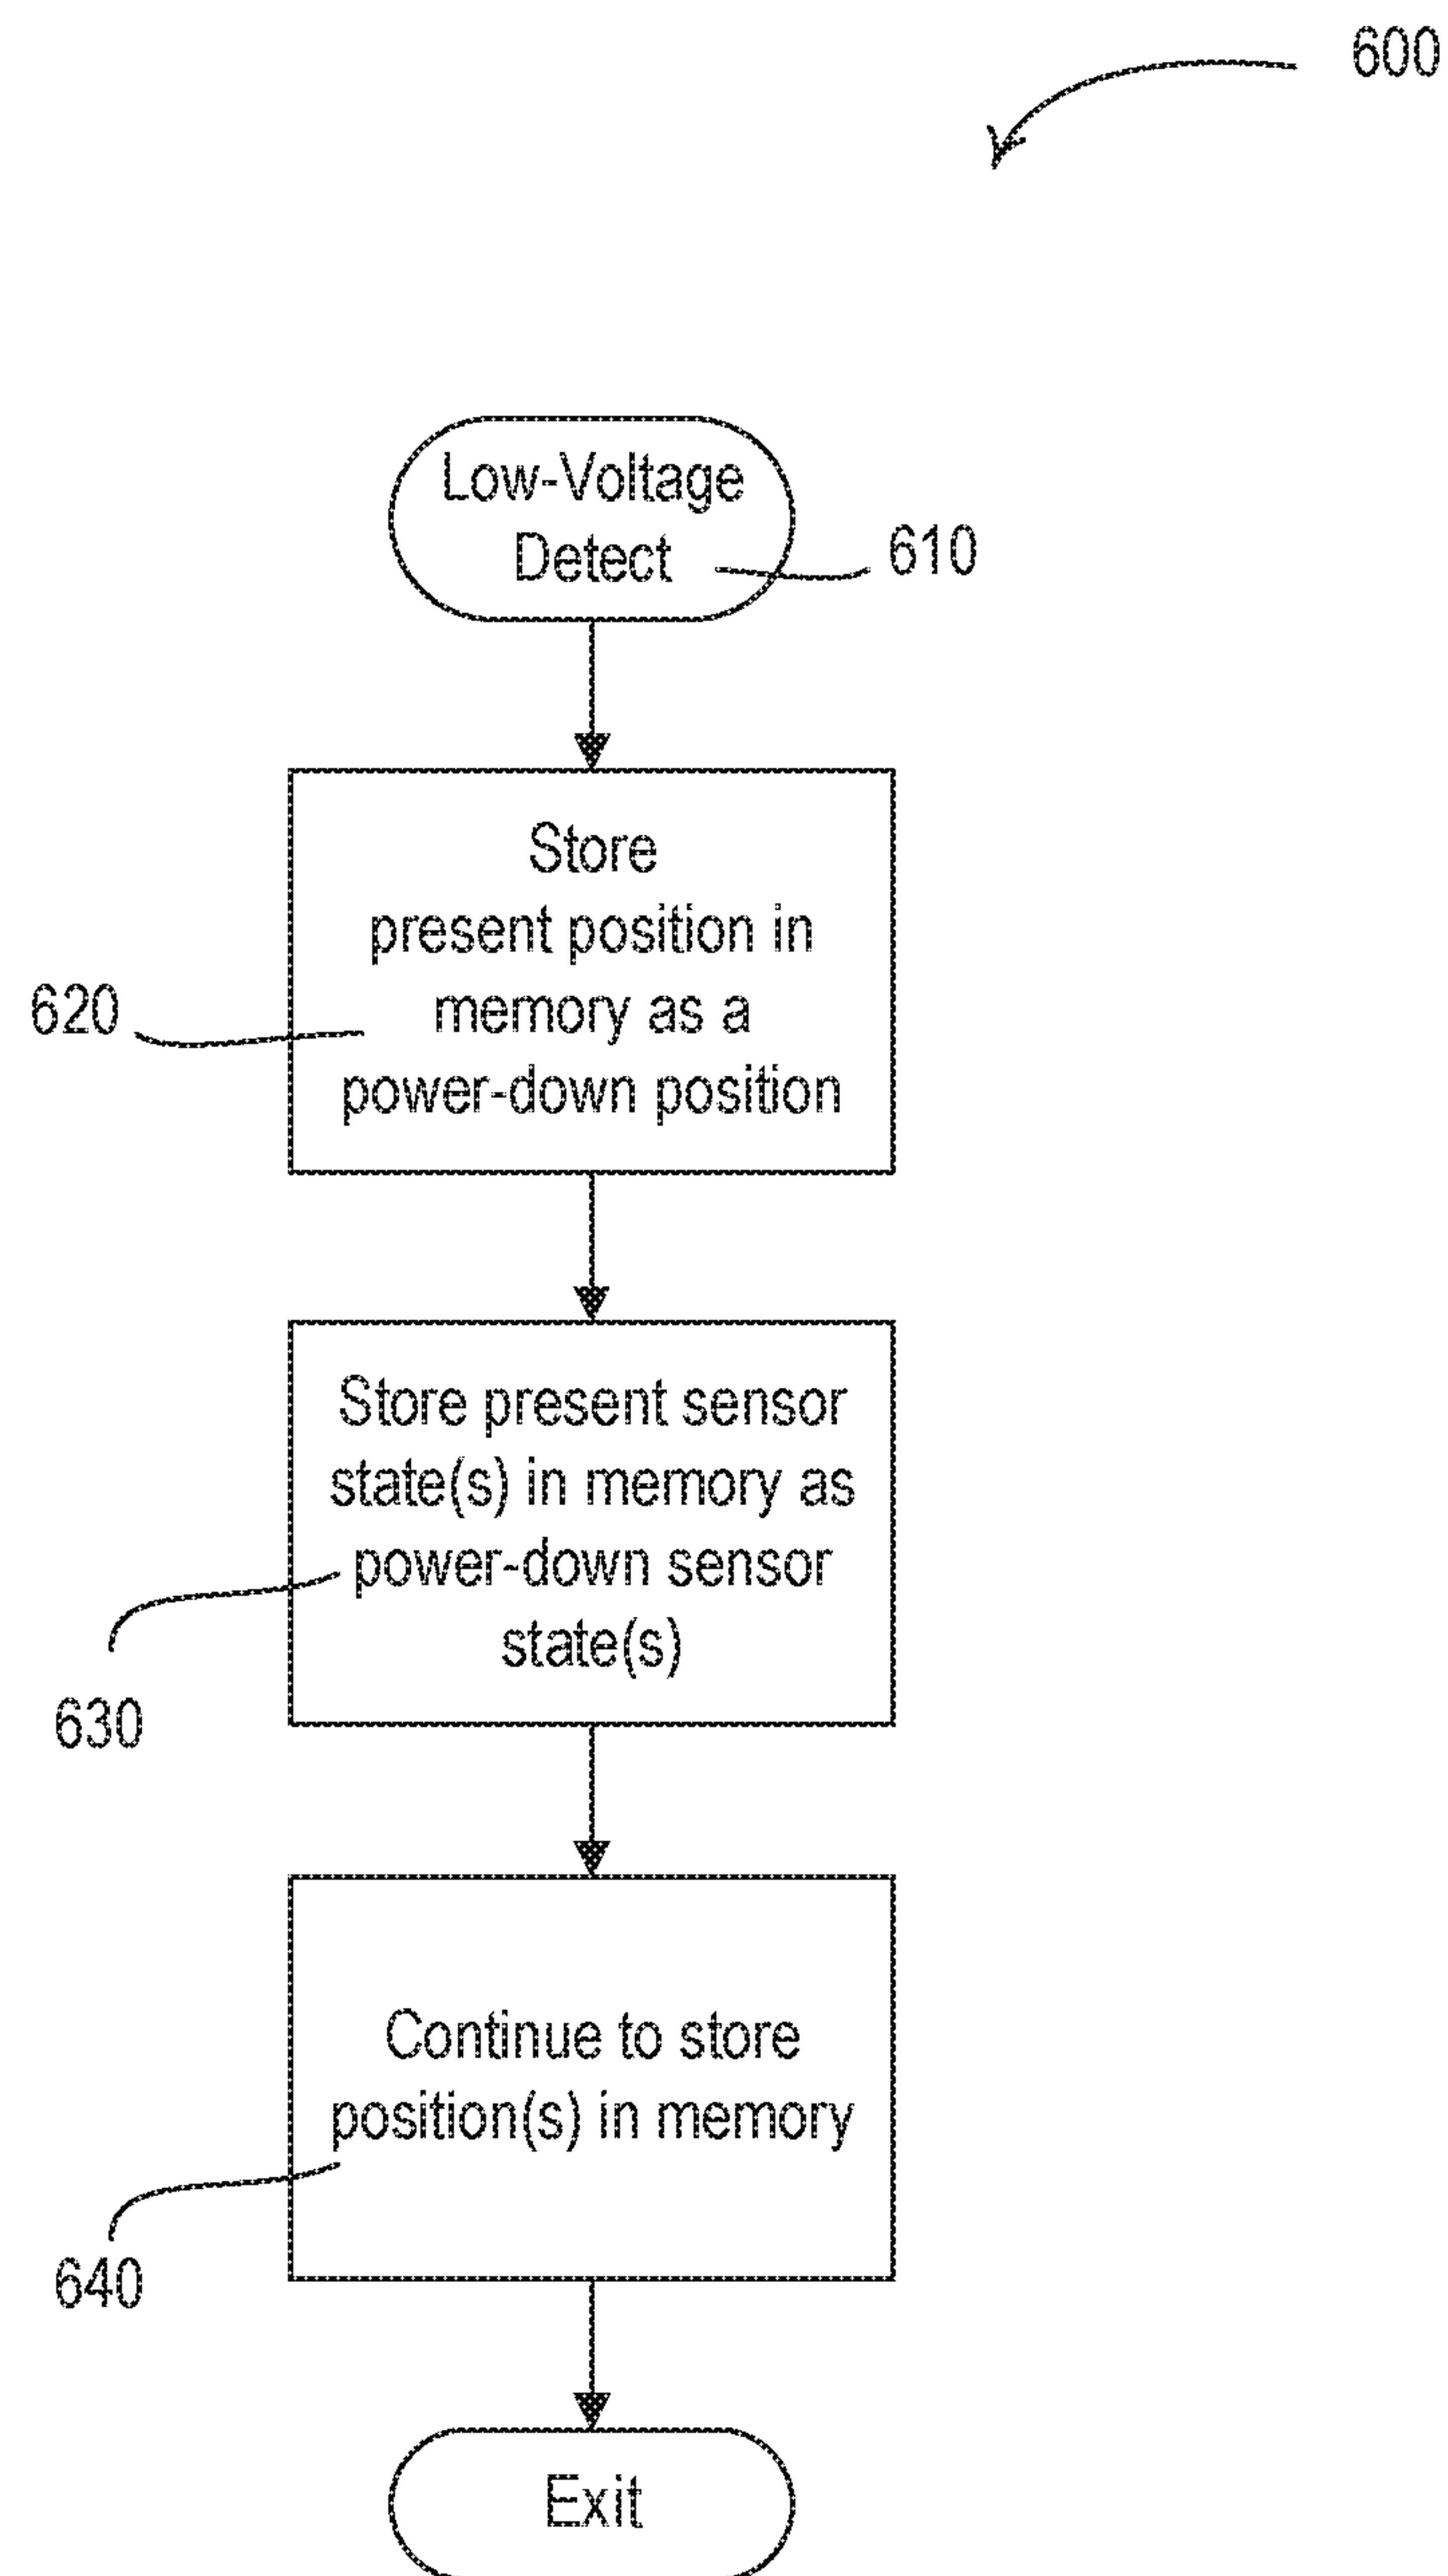 600
Low-Voltage
Detect
610
Store
present position in
memory as a
power-down position
620
Store present sensor
state(s) in memory as
power-down sensor
state(s)
630
Continue to store
position(s) in memory
640
Exit